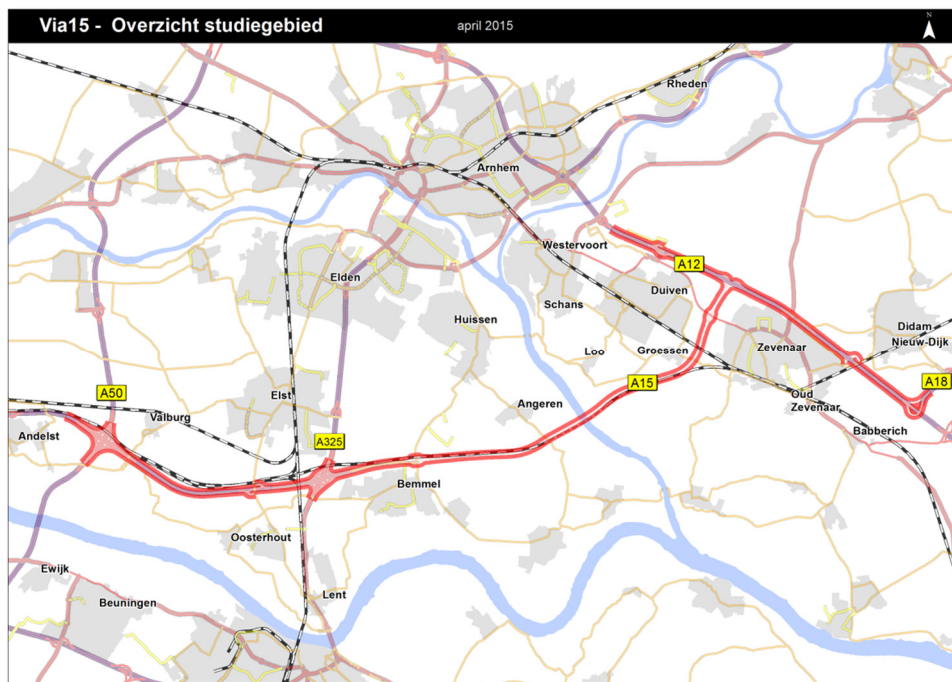 Via15 - Overzicht studiegebied
april 2015
N
Rheden
Arnhem
Westervoort
A12
Elden
Duiven
Schans
Huissen
Didam
Nieuw-Dijk
Loo
Groessen
Zevenaar
A15
A18
A50
Elst
Oud
Zevenaar
Valburg
Angeren
Andelst
A325
Babberich
Bemmel
Oosterhout
Ewijk
Lent
Beuningen